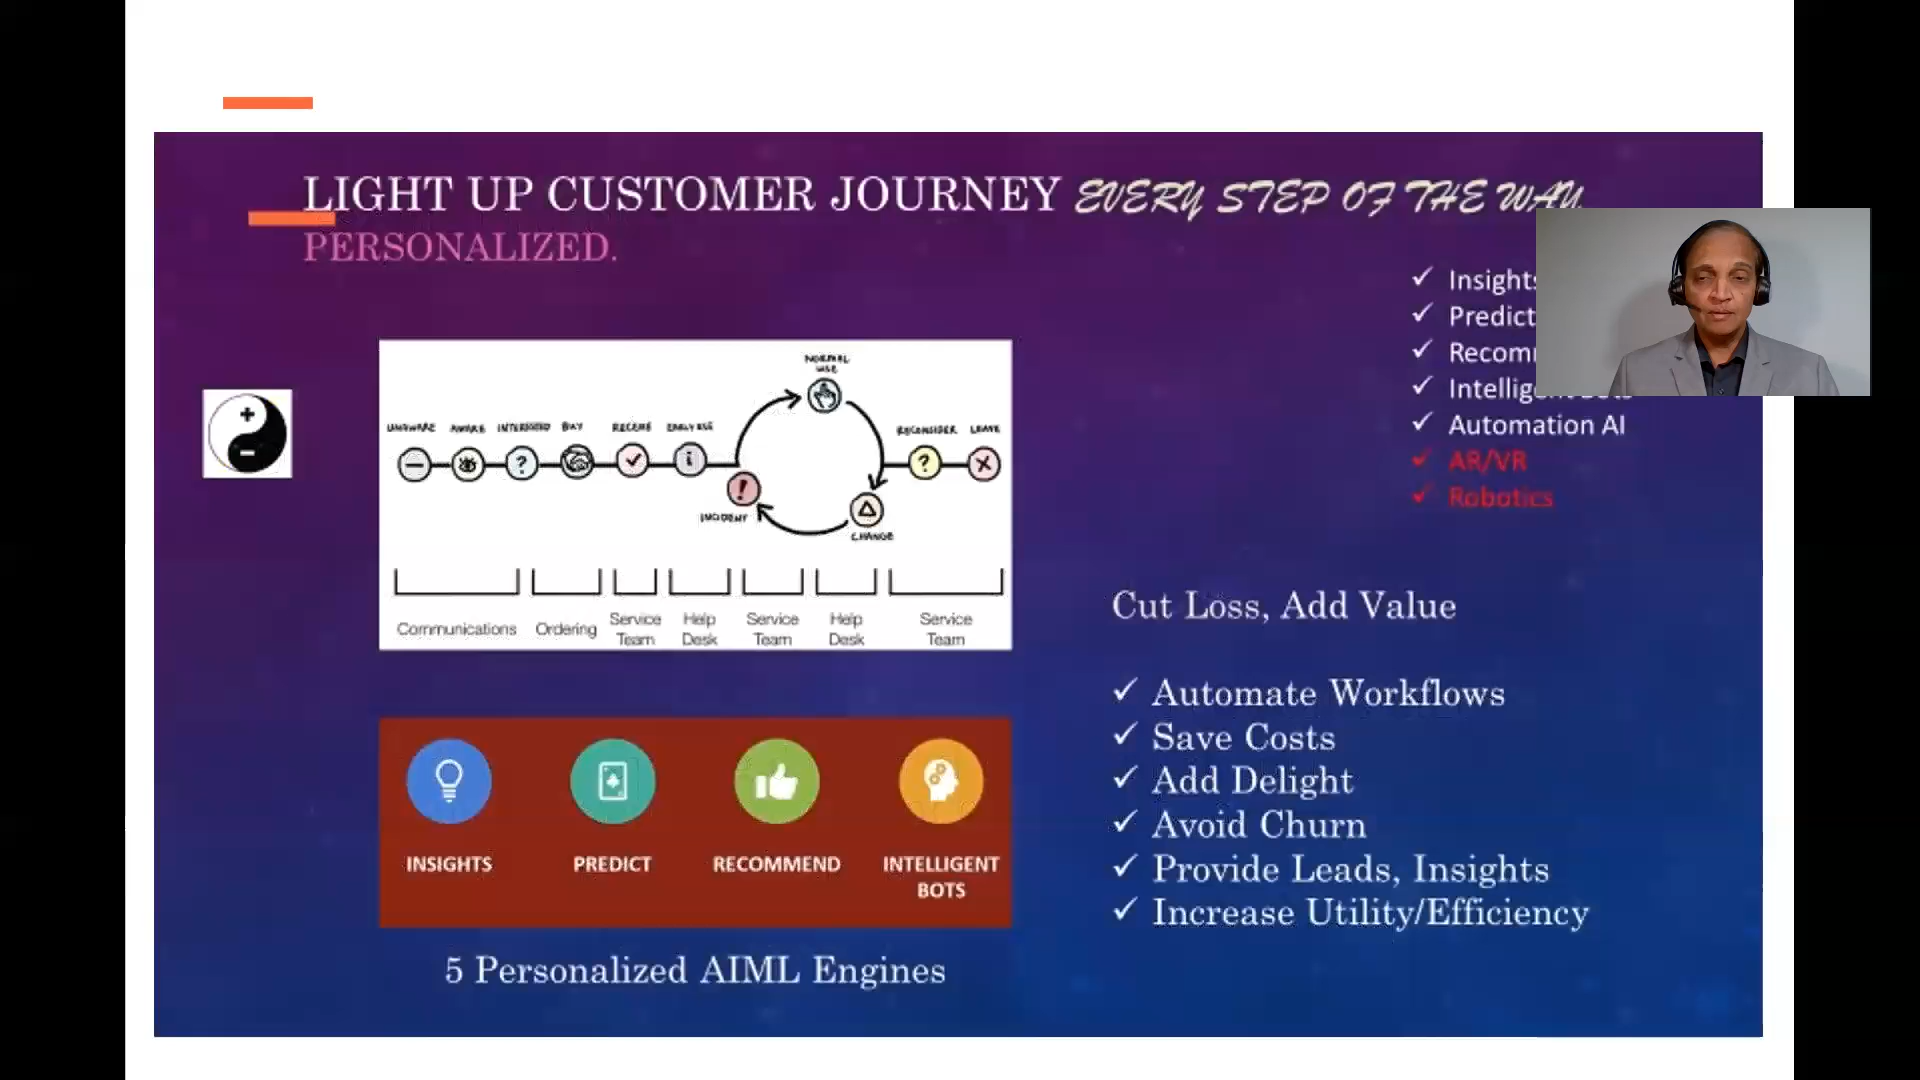 LIGHT UP CUSTOMER JOURNEY EVERY STEP OF THE WAY
PERSONALIZED.
Insights
Predict
Automation AI
AR/VR
Robotics
NORMAL
USE
UNAWARE AWARE INTERESTED BUY RECEIVE EARLY USE
RECONSIDER LEAVE
INCIDENT
CHANGE
Communications Ordering Service Team Help Desk Service Team Help Desk Service Team
Cut Loss, Add Value
Automate Workflows
Save Costs
Add Delight
Avoid Churn
Provide Leads, Insights
Increase Utility/Efficiency
INSIGHTS PREDICT RECOMMEND INTELLIGENT
BOTS
5 Personalized AIML Engines